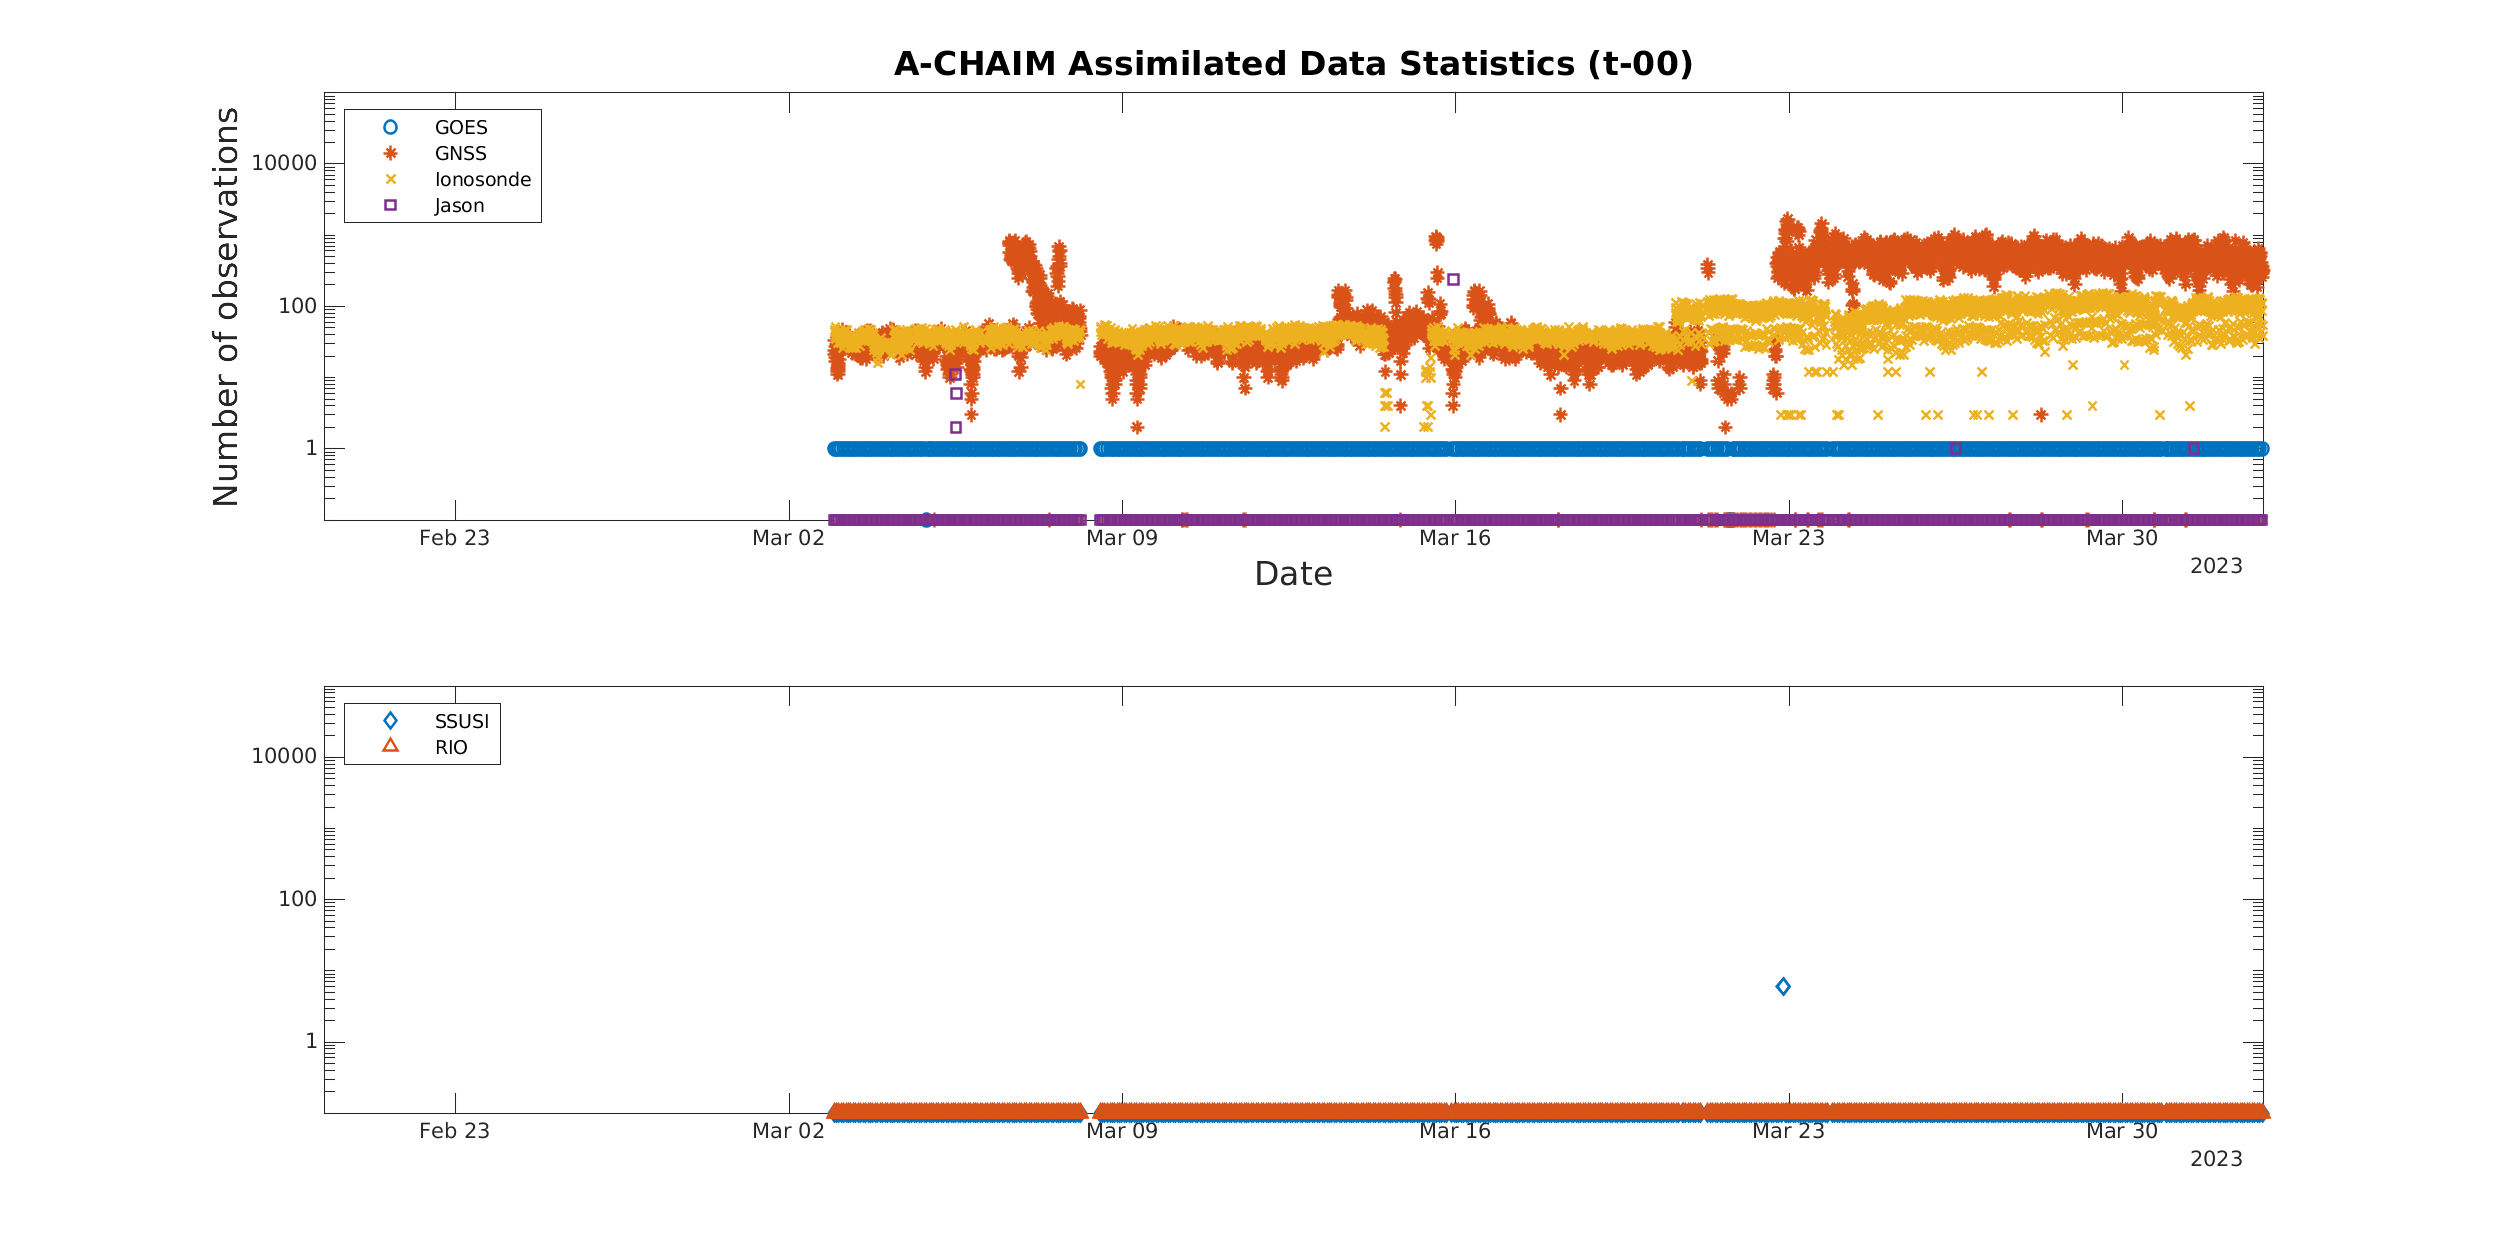 A-CHAIM Assimilated Data Statistics (t-00)
Number of observations
10000
100
1
GOES
GNSS
Ionosonde
Jason
Feb 23 Mar 02 Mar 09 Mar 16 Mar 23 Mar 30
2023
Date
10000
100
1
SSUSI
RIO
Feb 23 Mar 02 Mar 09 Mar 16 Mar 23 Mar 30
2023